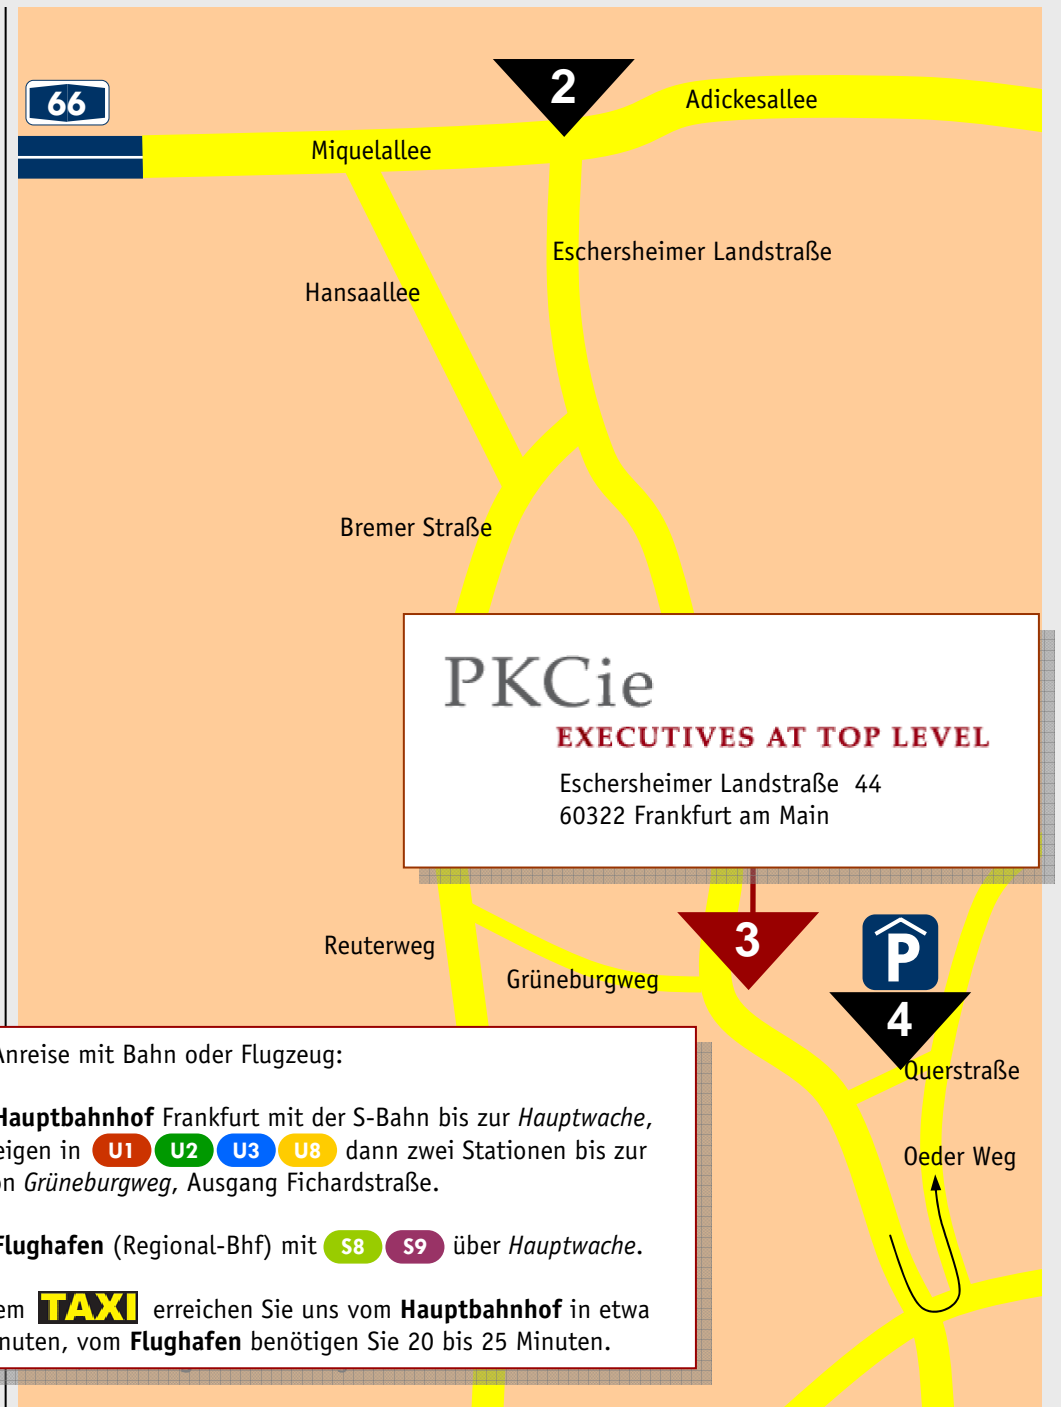 66
2
Adickesallee
Miquelallee
Eschersheimer Landstraße
Hansaallee
Bremer Straße
PKCie
EXECUTIVES AT TOP LEVEL
Eschersheimer Landstraße 44
60322 Frankfurt am Main
3
P
Reuterweg
Grüneburgweg
4
Querstraße
Oeder Weg
Anreise mit Bahn oder Flugzeug:
Hauptbahnhof Frankfurt mit der S-Bahn bis zur Hauptwache,
eigen in U1 U2 U3 U8 dann zwei Stationen bis zur
on Grüneburgweg, Ausgang Fichardstraße.
Flughafen (Regional-Bhf) mit S8 S9 über Hauptwache.
em TAXI erreichen Sie uns vom Hauptbahnhof in etwa
nuten, vom Flughafen benötigen Sie 20 bis 25 Minuten.